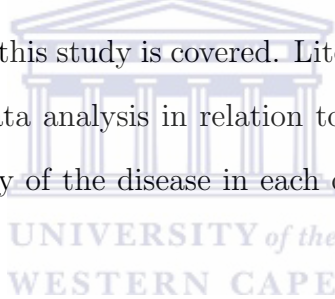 this study is covered. Lit
ta analysis in relation to
y of the disease in each
UNIVERSITY of the
WESTERN CAPE